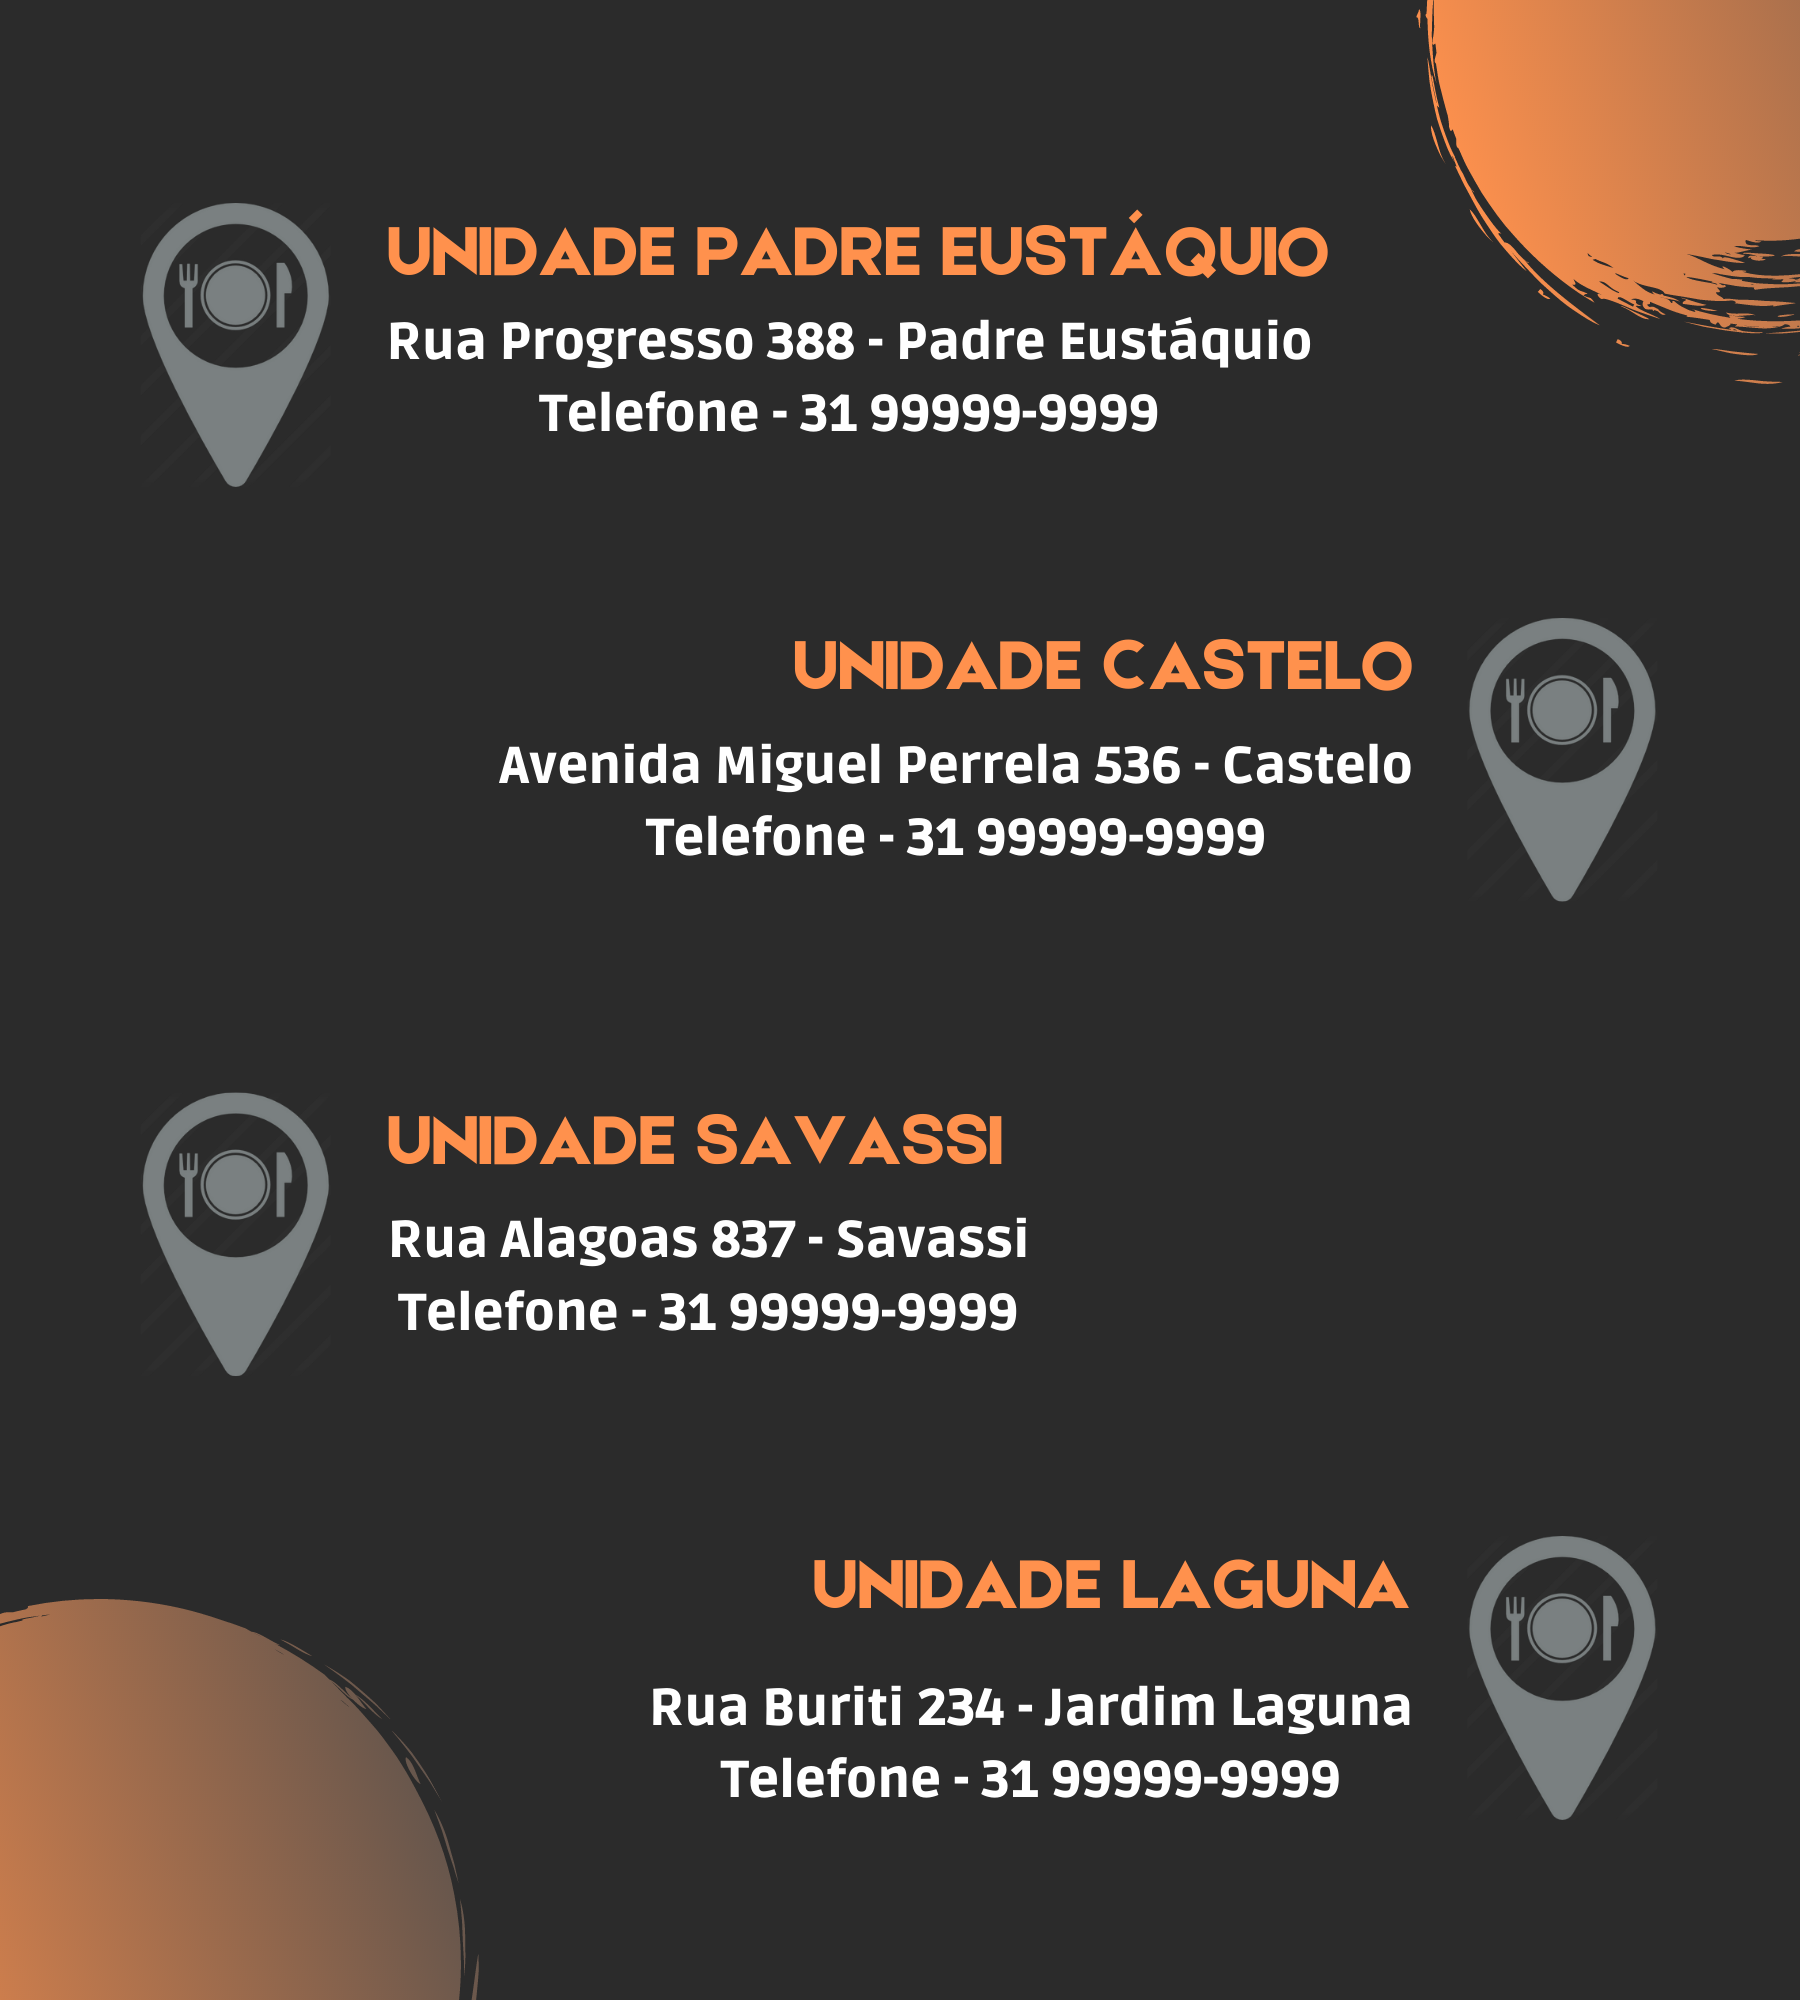 UNIDADE PADRE EUSTÁQUIO
Rua Progresso 388 - Padre Eustáquio
Telefone - 31 99999-9999
UNIDADE CASTELO
Avenida Miguel Perrela 536 - Castelo
Telefone - 31 99999-9999
UNIDADE SAVASSI
Rua Alagoas 837 - Savassi
Telefone - 31 99999-9999
UNIDADE LAGUNA
Rua Buriti 234 - Jardim Laguna
Telefone - 31 99999-9999